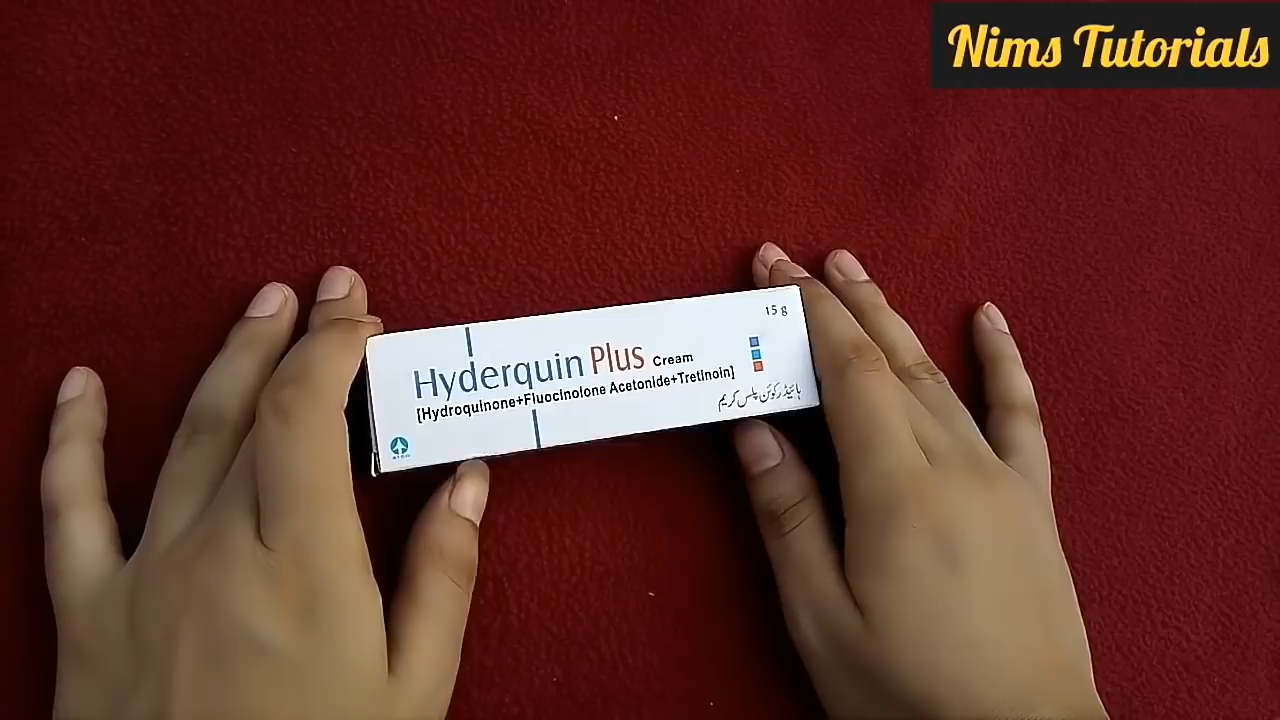 Nims Tutorials
15 g
Hyderquin Plus Cream
[Hydroquinone+Fluocinolone Acetonide+Tretinoin]
ہائیڈرکوئن پلس کریم